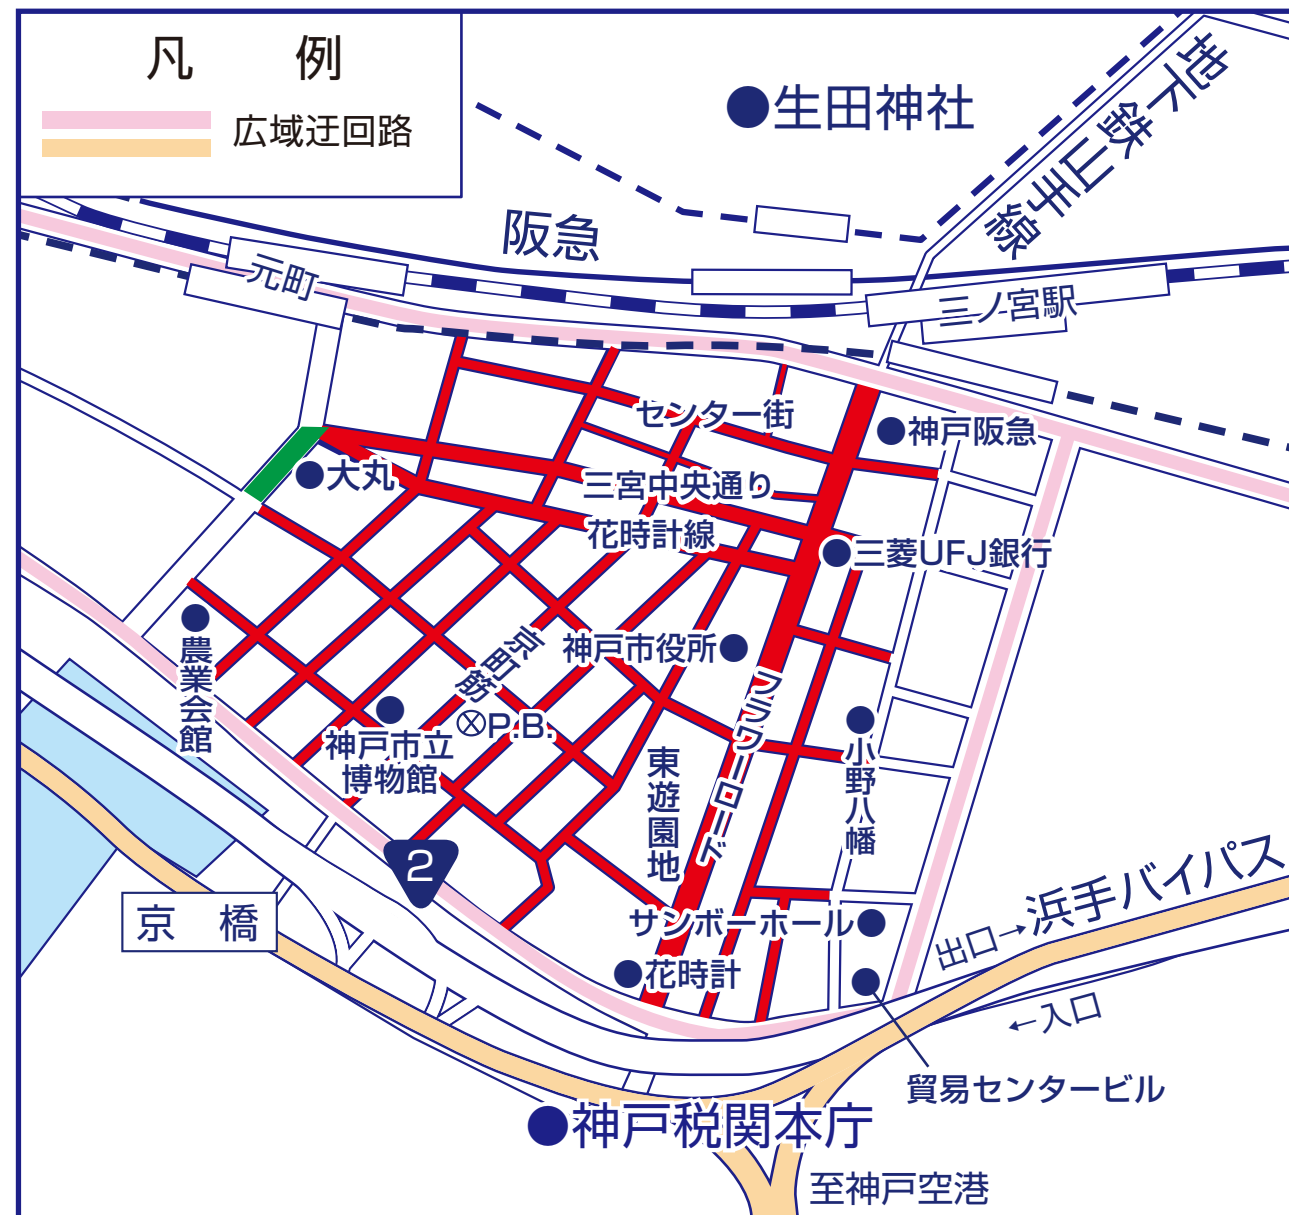 凡　例
広域迂回路
生田神社
地下鉄山手線
阪急
元町
三ノ宮駅
センター街
神戸阪急
大丸
三宮中央通り
花時計線
三菱UFJ銀行
神戸市役所
京町筋
農業会館
P.B.
神戸市立
博物館
フラワーロード
小野八幡
東遊園地
2
京　橋
サンボーホール
浜手バイパス
出口→
花時計
←入口
貿易センタービル
神戸税関本庁
至神戸空港